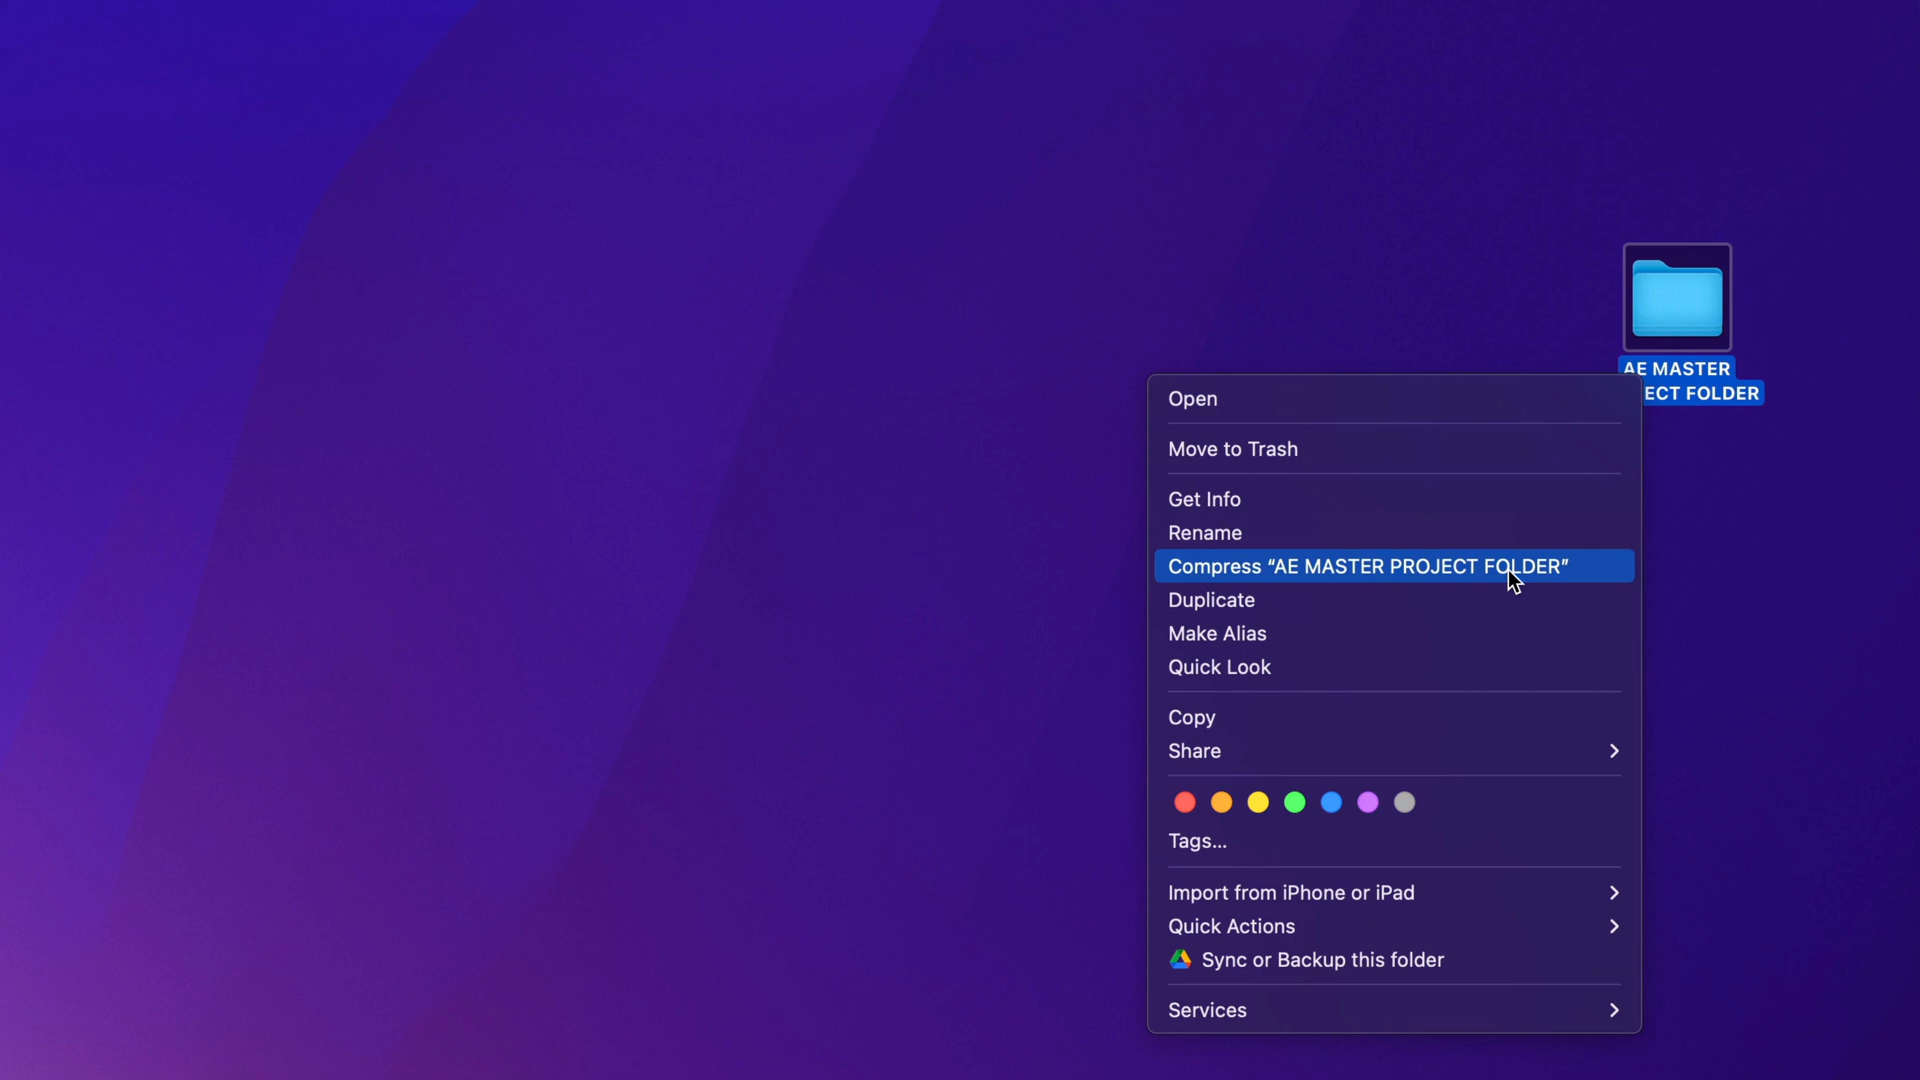 AE MASTER
ECT FOLDER
Open
Move to Trash
Get Info
Rename
Compress “AE MASTER PROJECT FOLDER”
Duplicate
Make Alias
Quick Look
Copy
Share
Tags...
Import from iPhone or iPad
Quick Actions
Sync or Backup this folder
Services